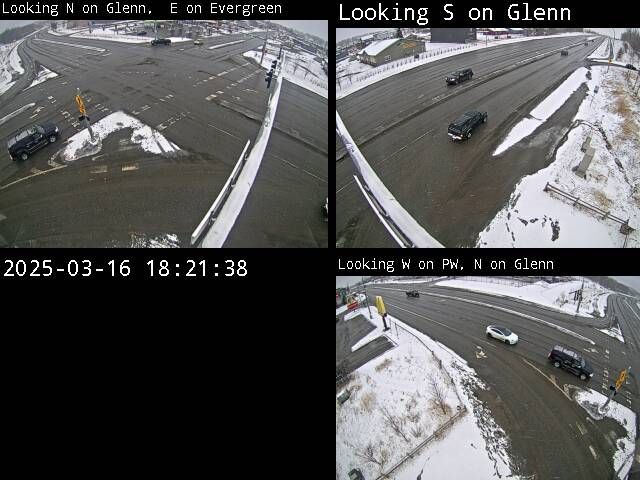 Looking N on Glenn,  E on Evergreen
Looking S on Glenn
2025-03-16 18:21:38
Looking W on PW, N on Glenn